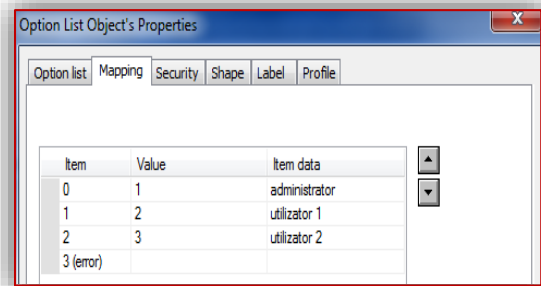 Option List Object's Properties
X
Option list Mapping Security Shape Label Profile
Item Value Item data
0 1 administrator
1 2 utilizator 1
2 3 utilizator 2
3 (error)